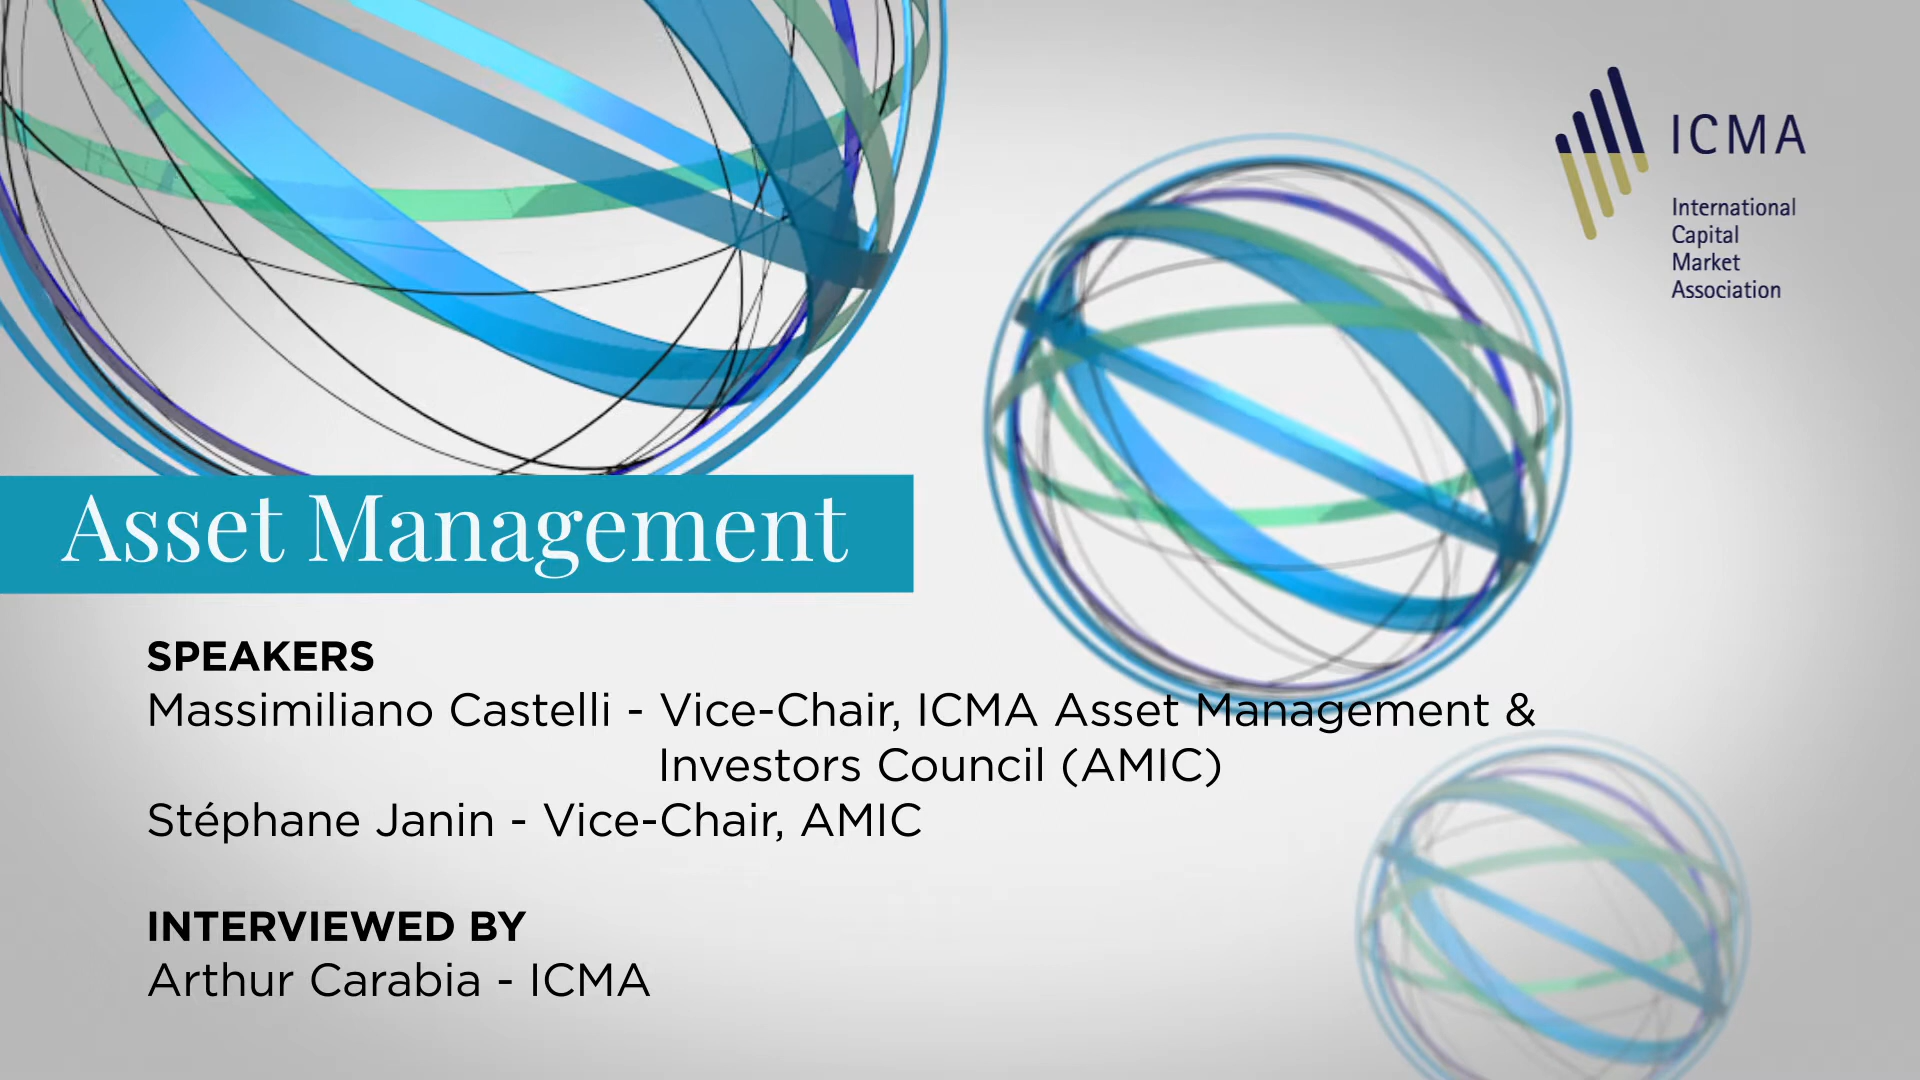 ICMA
International
Capital
Market
Association
Asset Management
SPEAKERS
Massimiliano Castelli - Vice-Chair, ICMA Asset Management &
Investors Council (AMIC)
Stéphane Janin - Vice-Chair, AMIC
INTERVIEWED BY
Arthur Carabia - ICMA